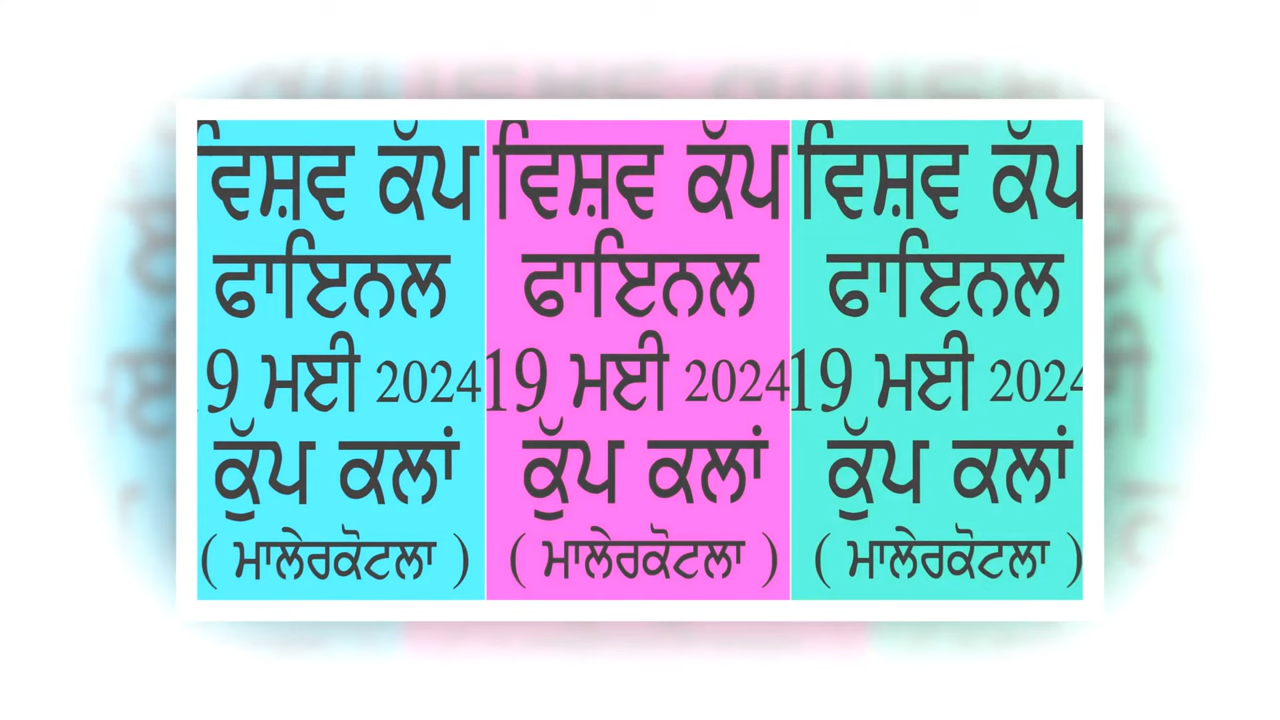 ਵਿਸ਼ਵ ਕੱਪ
ਫਾਇਨਲ
9 ਮਈ 2024
ਕੁੱਪ ਕਲਾਂ
( ਮਾਲੇਰਕੋਟਲਾ )
ਵਿਸ਼ਵ ਕੱਪ
ਫਾਇਨਲ
19 ਮਈ 2024
ਕੁੱਪ ਕਲਾਂ
( ਮਾਲੇਰਕੋਟਲਾ )
ਵਿਸ਼ਵ ਕੱਪ
ਫਾਇਨਲ
19 ਮਈ 2024
ਕੁੱਪ ਕਲਾਂ
( ਮਾਲੇਰਕੋਟਲਾ )